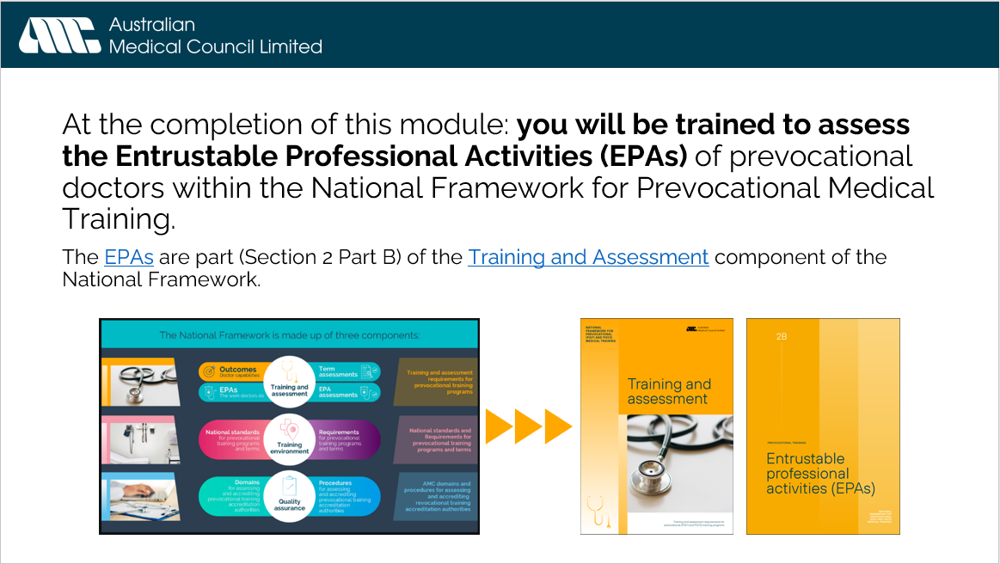 Australian
Medical Council Limited
At the completion of this module: you will be trained to assess
the Entrustable Professional Activities (EPAs) of prevocational
doctors within the National Framework for Prevocational Medical
Training.
The EPAs are part (Section 2 Part B) of the Training and Assessment component of the
National Framework.
The National Framework is made up of three components:
Outcomes
Doctor capabilities
EPAs
The work doctors do
Training and
assessment
Term
assessments
EPA
assessments
Training and assessment
requirements for
prevocational training
programs
National standards
for prevocational
training programs
and terms
Training
environment
Requirements
for prevocational
training programs
and terms
National standards and
Requirements for
prevocational training
programs and terms
Domains
for assessing
and accrediting
prevocational training
accreditation
authorities
Quality
assurance
Procedures
for assessing
and accrediting
prevocational training
accreditation
authorities
AMC domains and
procedures for assessing
and accrediting
revocational training
accreditation authorities
NATIONAL
FRAMEWORK FOR
PREVOCATIONAL
(PGY1 AND PGY2)
MEDICAL TRAINING
Australian
Medical Council Limited
Training and
assessment
Training and assessment requirements for
prevocational (PGY1 and PGY2) training programs
2B
PREVOCATIONAL TRAINING
Entrustable
professional
activities (EPAs)